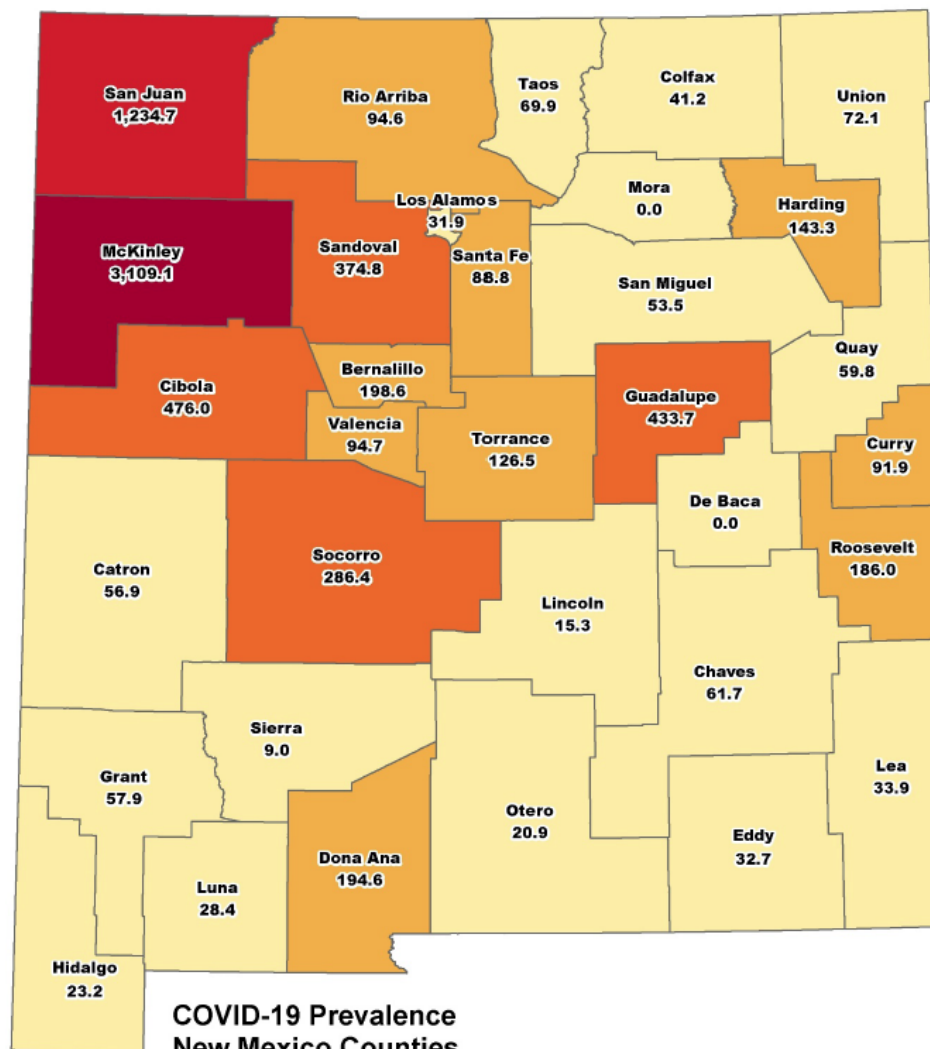 San Juan
1,234.7
Rio Arriba
94.6
Taos
69.9
Colfax
41.2
Union
72.1
Los Alamos
31.9
Mora
0.0
Harding
143.3
McKinley
3,109.1
Sandoval
374.8
Santa Fe
88.8
San Miguel
53.5
Quay
59.8
Cibola
476.0
Bernalillo
198.6
Valencia
94.7
Torrance
126.5
Guadalupe
433.7
Curry
91.9
De Baca
0.0
Roosevelt
186.0
Catron
56.9
Socorro
286.4
Lincoln
15.3
Chaves
61.7
Sierra
9.0
Grant
57.9
Otero
20.9
Eddy
32.7
Lea
33.9
Dona Ana
194.6
Luna
28.4
Hidalgo
23.2
COVID-19 Prevalence
New Mexico Counties